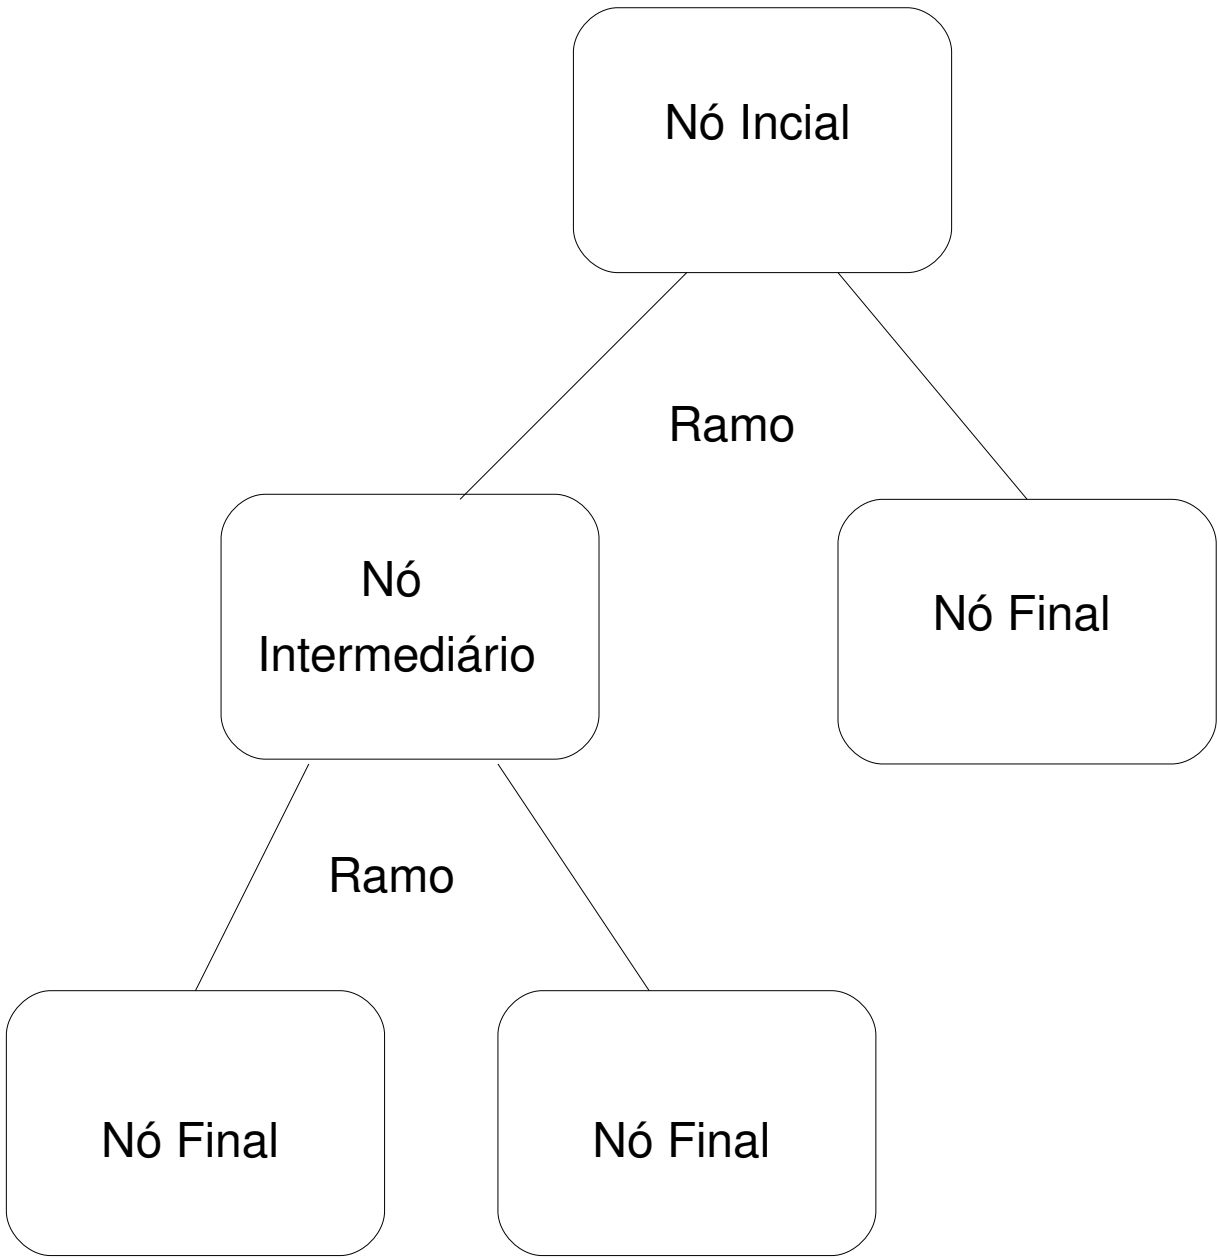 Nó Incial
Ramo
Nó
Intermediário
Nó Final
Ramo
Nó Final
Nó Final